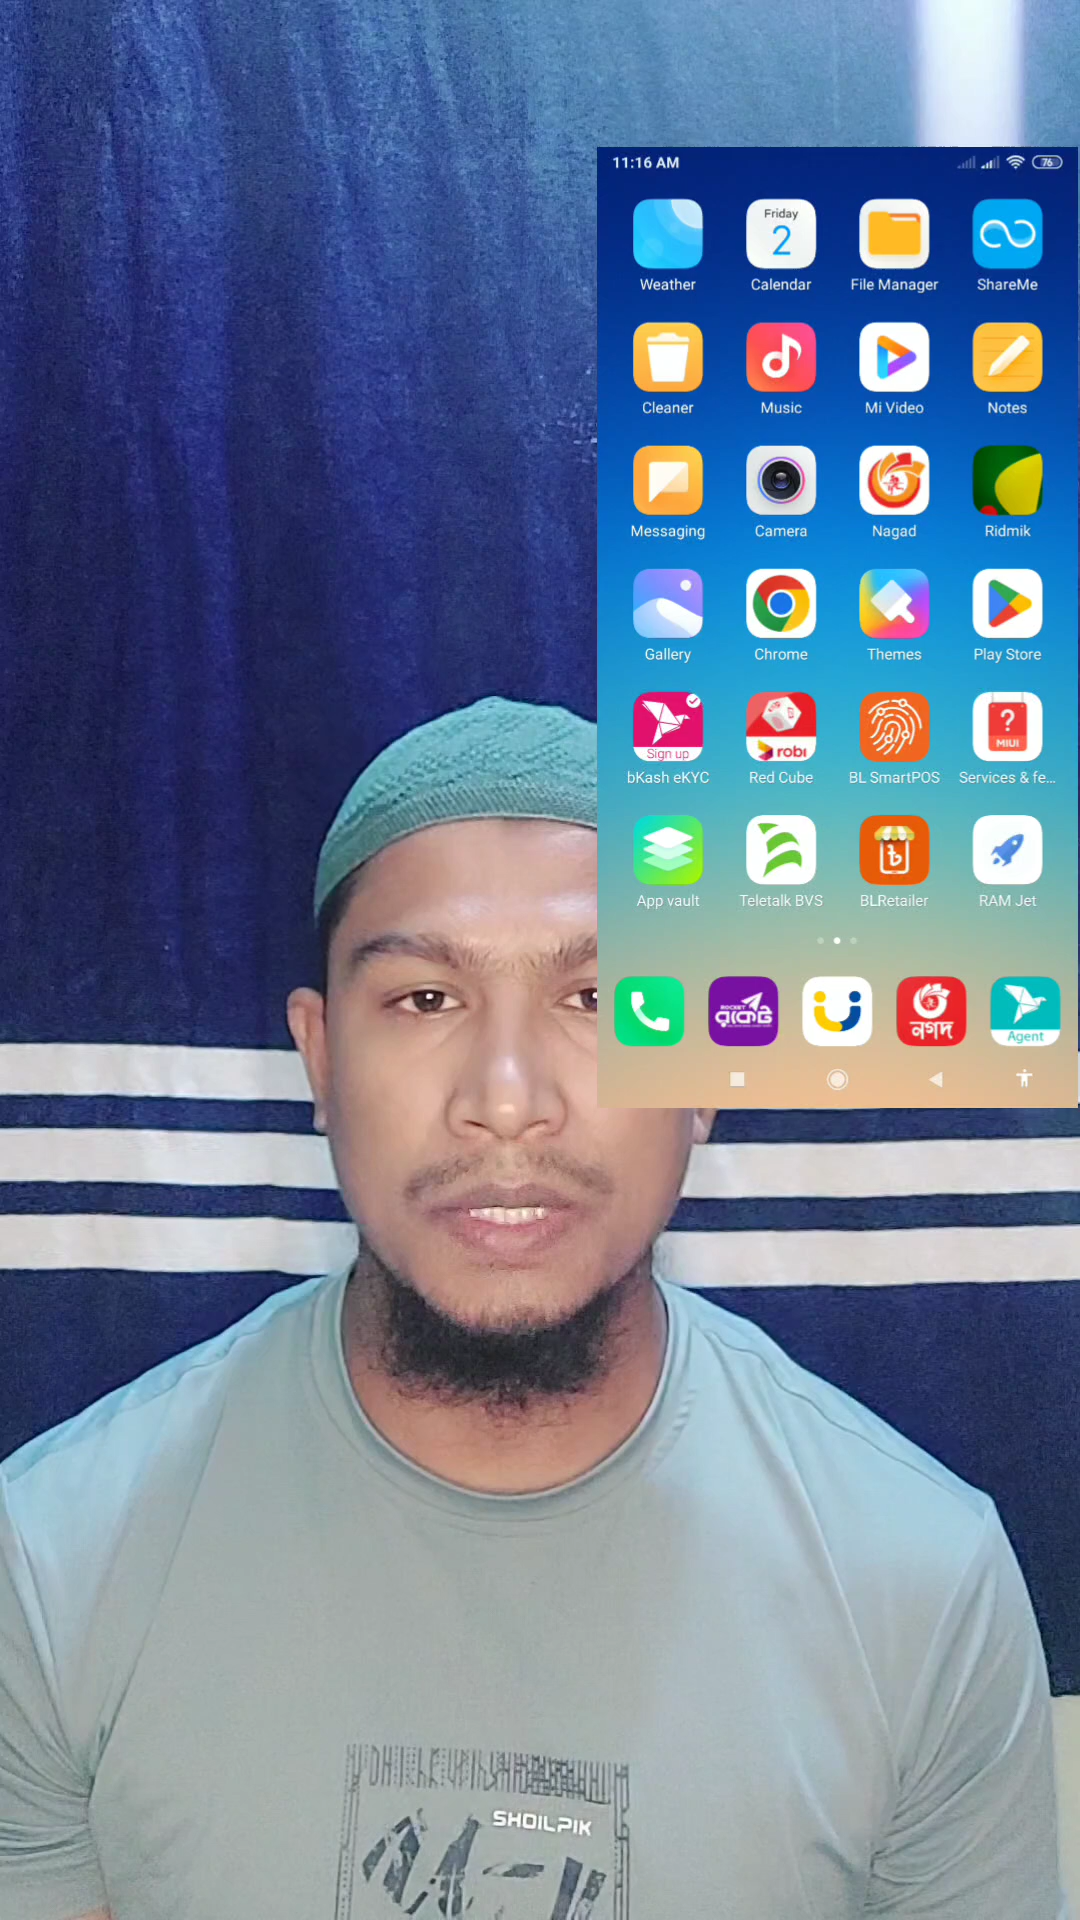 11:16 AM
76
Friday
2
Weather
Calendar
File Manager
ShareMe
Cleaner
Music
Mi Video
Notes
Messaging
Camera
Nagad
Ridmik
Gallery
Chrome
Themes
Play Store
Sign up
robi
?
MIUI
bKash eKYC
Red Cube
BL SmartPOS
Services & fe...
৳
App vault
Teletalk BVS
BLRetailer
RAM Jet
ROCKET
রকেট
নগদ
Agent
SHOILPIK